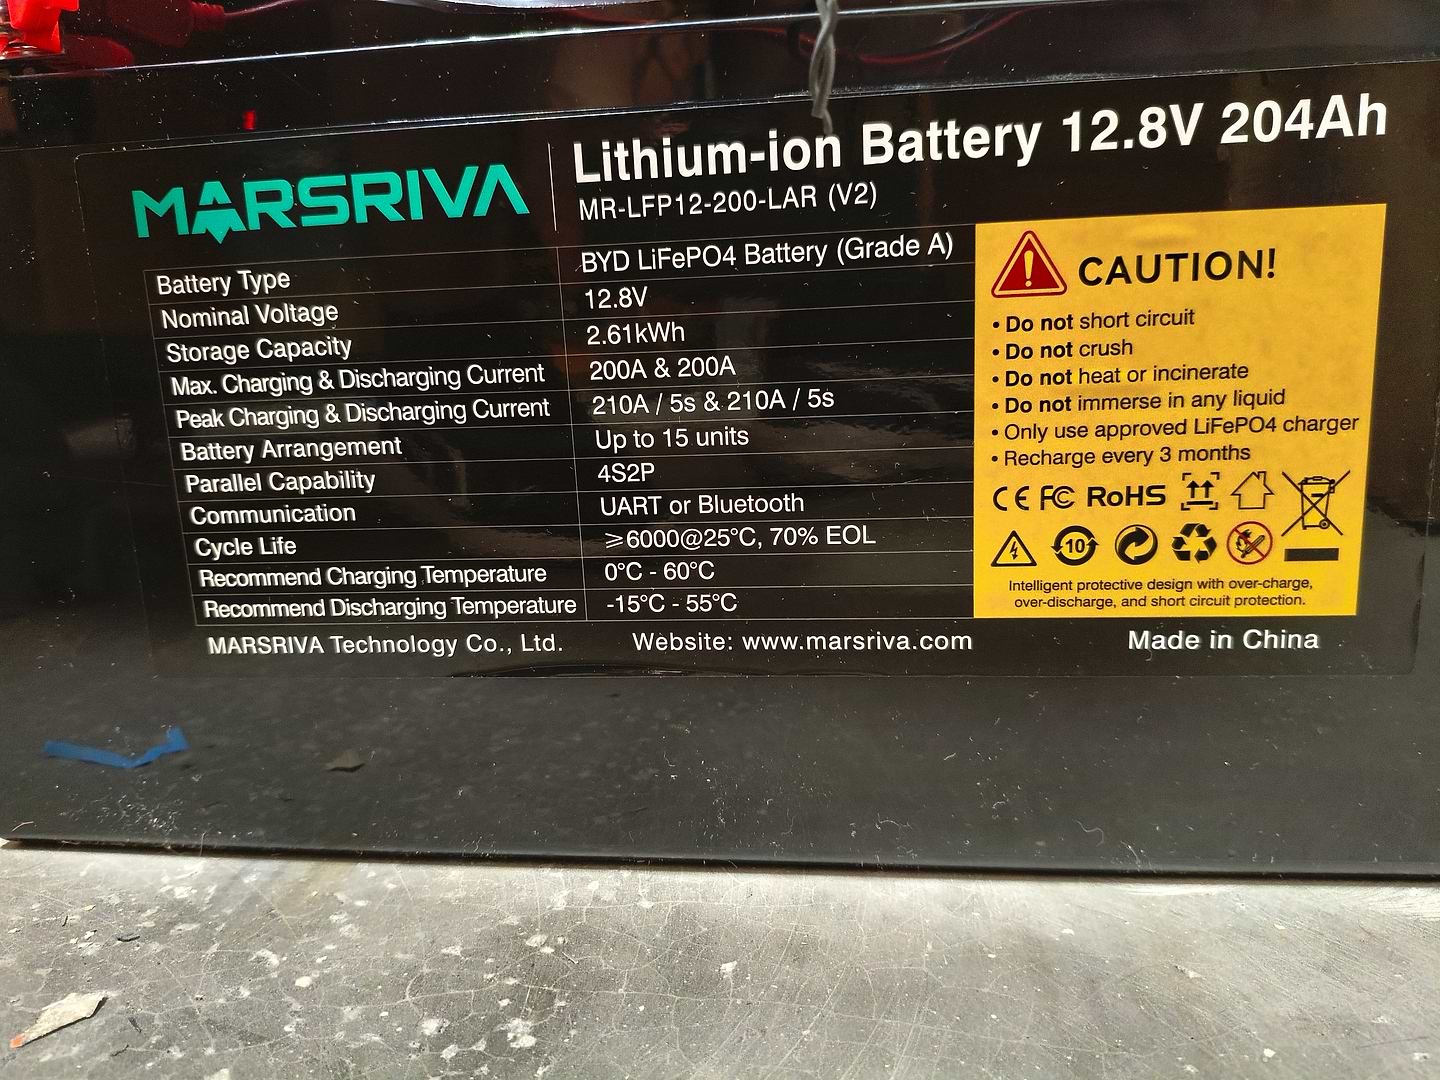 MARSRIVA
Lithium-ion Battery 12.8V 204Ah
MR-LFP12-200-LAR (V2)
Battery Type BYD LiFePO4 Battery (Grade A)
Nominal Voltage 12.8V
Storage Capacity 2.61kWh
Max. Charging & Discharging Current 200A & 200A
Peak Charging & Discharging Current 210A / 5s & 210A / 5s
Battery Arrangement Up to 15 units
Parallel Capability 4S2P
Communication UART or Bluetooth
Cycle Life ⩾6000@25°C, 70% EOL
Recommend Charging Temperature 0°C - 60°C
Recommend Discharging Temperature -15°C - 55°C
CAUTION!
• Do not short circuit
• Do not crush
• Do not heat or incinerate
• Do not immerse in any liquid
• Only use approved LiFePO4 charger
• Recharge every 3 months
CE FC RoHS
10
Intelligent protective design with over-charge,
over-discharge, and short circuit protection.
MARSRIVA Technology Co., Ltd. Website: www.marsriva.com Made in China